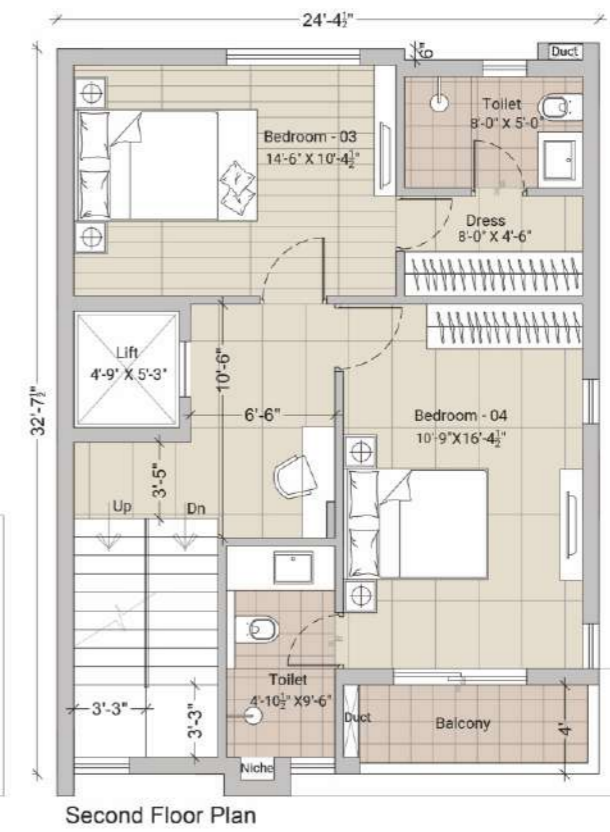 24'-4½"
Duct
6"
Toilet
8'-0" X 5'-0"
Bedroom - 03
14'-6" X 10'-4½"
Dress
8'-0" X 4'-6"
Lift
4'-9" X 5'-3"
10'-6"
32'-7½"
6'-6"
Bedroom - 04
10'-9"X16'-4½"
3'-5"
Up
Dn
Toilet
4'-10½" X9'-6"
3'-3"
3'-3"
Duct
Balcony
4'
Niche
Second Floor Plan